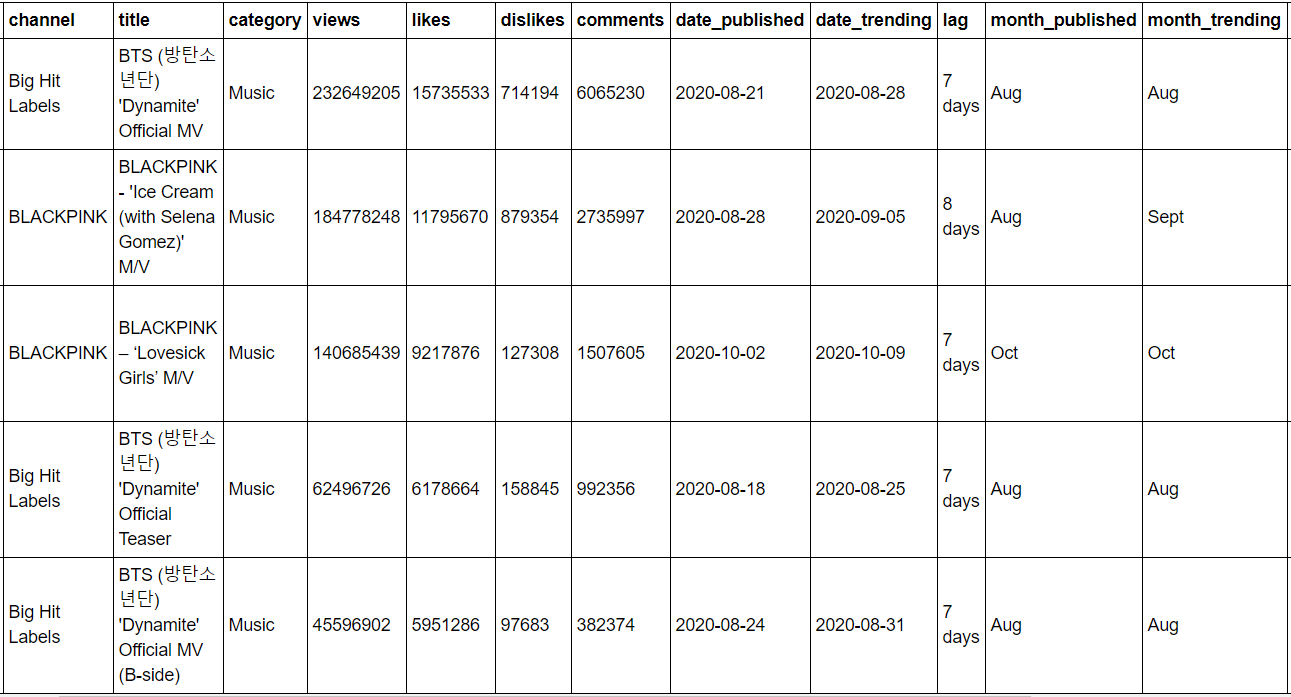 channel title category views likes dislikes comments date_published date_trending lag month_published month_trending
Big Hit
Labels
BTS (방탄소
년단)
'Dynamite'
Official MV
Music 232649205 15735533 714194 6065230 2020-08-21 2020-08-28
7
days
Aug Aug
BLACKPINK
BLACKPINK
- 'Ice Cream
(with Selena
Gomez)'
M/V
Music 184778248 11795670 879354 2735997 2020-08-28 2020-09-05
8
days
Aug Sept
BLACKPINK
BLACKPINK
– ‘Lovesick
Girls’ M/V
Music 140685439 9217876 127308 1507605 2020-10-02 2020-10-09
7
days
Oct Oct
Big Hit
Labels
BTS (방탄소
년단)
'Dynamite'
Official
Teaser
Music 62496726 6178664 158845 992356 2020-08-18 2020-08-25
7
days
Aug Aug
Big Hit
Labels
BTS (방탄소
년단)
'Dynamite'
Official MV
(B-side)
Music 45596902 5951286 97683 382374 2020-08-24 2020-08-31
7
days
Aug Aug